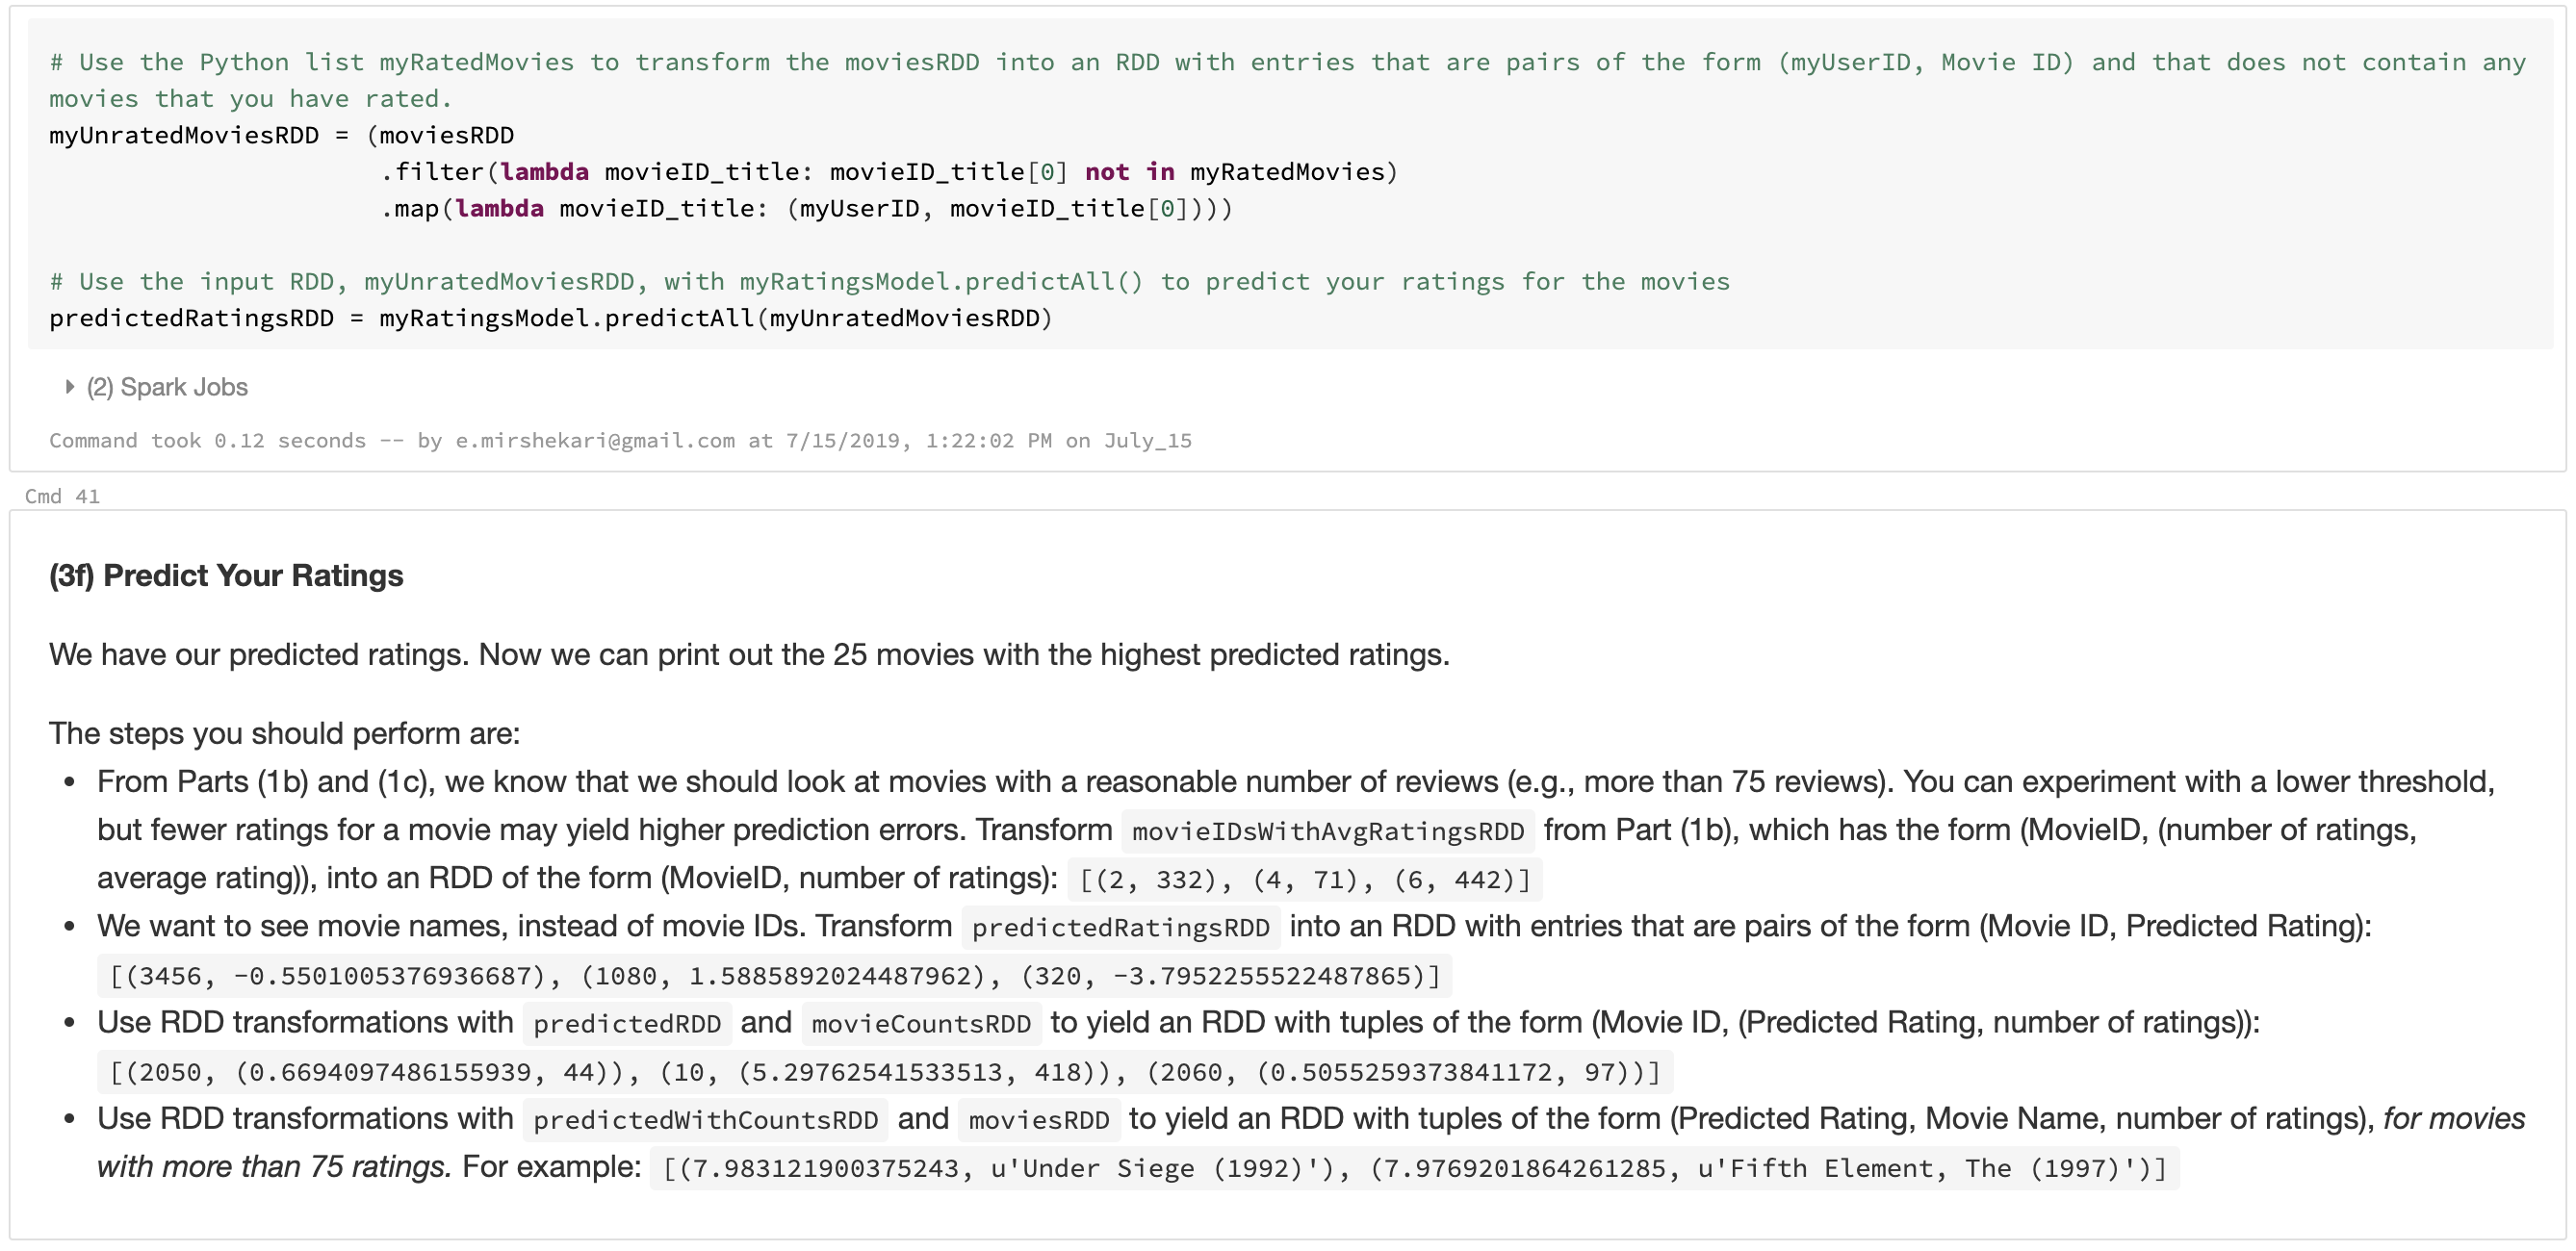 # Use the Python list myRatedMovies to transform the moviesRDD into an RDD with entries that are pairs of the form (myUserID, Movie ID) and that does not contain any
movies that you have rated.
myUnratedMoviesRDD = (moviesRDD
                      .filter(lambda movieID_title: movieID_title[0] not in myRatedMovies)
                      .map(lambda movieID_title: (myUserID, movieID_title[0])))
# Use the input RDD, myUnratedMoviesRDD, with myRatingsModel.predictAll() to predict your ratings for the movies
predictedRatingsRDD = myRatingsModel.predictAll(myUnratedMoviesRDD)
(2) Spark Jobs
Command took 0.12 seconds -- by e.mirshekari@gmail.com at 7/15/2019, 1:22:02 PM on July_15
Cmd 41
(3f) Predict Your Ratings
We have our predicted ratings. Now we can print out the 25 movies with the highest predicted ratings.
The steps you should perform are:
• From Parts (1b) and (1c), we know that we should look at movies with a reasonable number of reviews (e.g., more than 75 reviews). You can experiment with a lower threshold,
but fewer ratings for a movie may yield higher prediction errors. Transform movieIDsWithAvgRatingsRDD from Part (1b), which has the form (MovieID, (number of ratings,
average rating)), into an RDD of the form (MovieID, number of ratings): [(2, 332), (4, 71), (6, 442)]
• We want to see movie names, instead of movie IDs. Transform predictedRatingsRDD into an RDD with entries that are pairs of the form (Movie ID, Predicted Rating):
[(3456, -0.5501005376936687), (1080, 1.5885892024487962), (320, -3.7952255522487865)]
• Use RDD transformations with predictedRDD and movieCountsRDD to yield an RDD with tuples of the form (Movie ID, (Predicted Rating, number of ratings)):
[(2050, (0.6694097486155939, 44)), (10, (5.29762541533513, 418)), (2060, (0.5055259373841172, 97))]
• Use RDD transformations with predictedWithCountsRDD and moviesRDD to yield an RDD with tuples of the form (Predicted Rating, Movie Name, number of ratings), for movies
with more than 75 ratings. For example: [(7.983121900375243, u'Under Siege (1992)'), (7.9769201864261285, u'Fifth Element, The (1997)')]